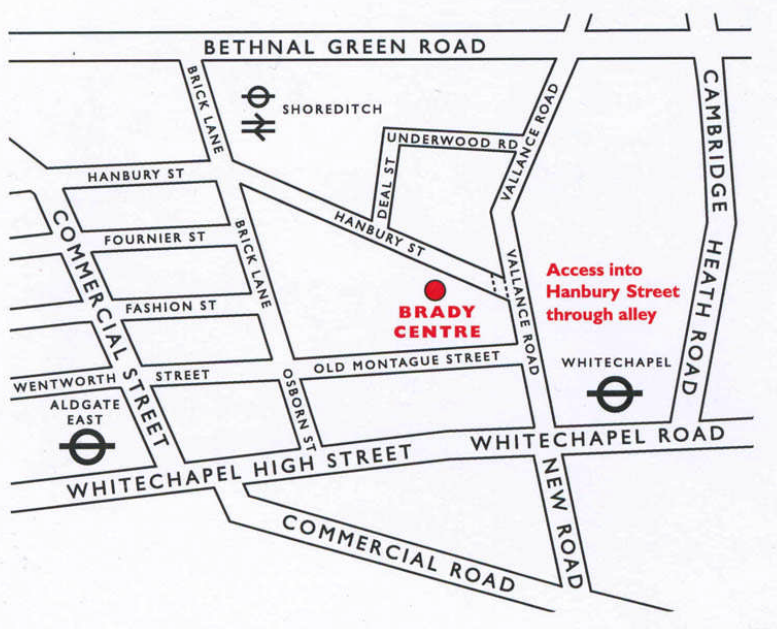 BETHNAL GREEN ROAD
BRICK LANE
SHOREDITCH
VALLANCE ROAD
CAMBRIDGE HEATH ROAD
UNDERWOOD RD
DEAL ST
HANBURY ST
HANBURY ST
COMMERCIAL STREET
FOURNIER ST
BRICK LANE
VALLANCE ROAD
Access into
Hanbury Street
through alley
BRADY
CENTRE
FASHION ST
OLD MONTAGUE STREET
WHITECHAPEL
WENTWORTH STREET
OSBORN ST
ALDGATE
EAST
WHITECHAPEL HIGH STREET
WHITECHAPEL ROAD
NEW ROAD
COMMERCIAL ROAD